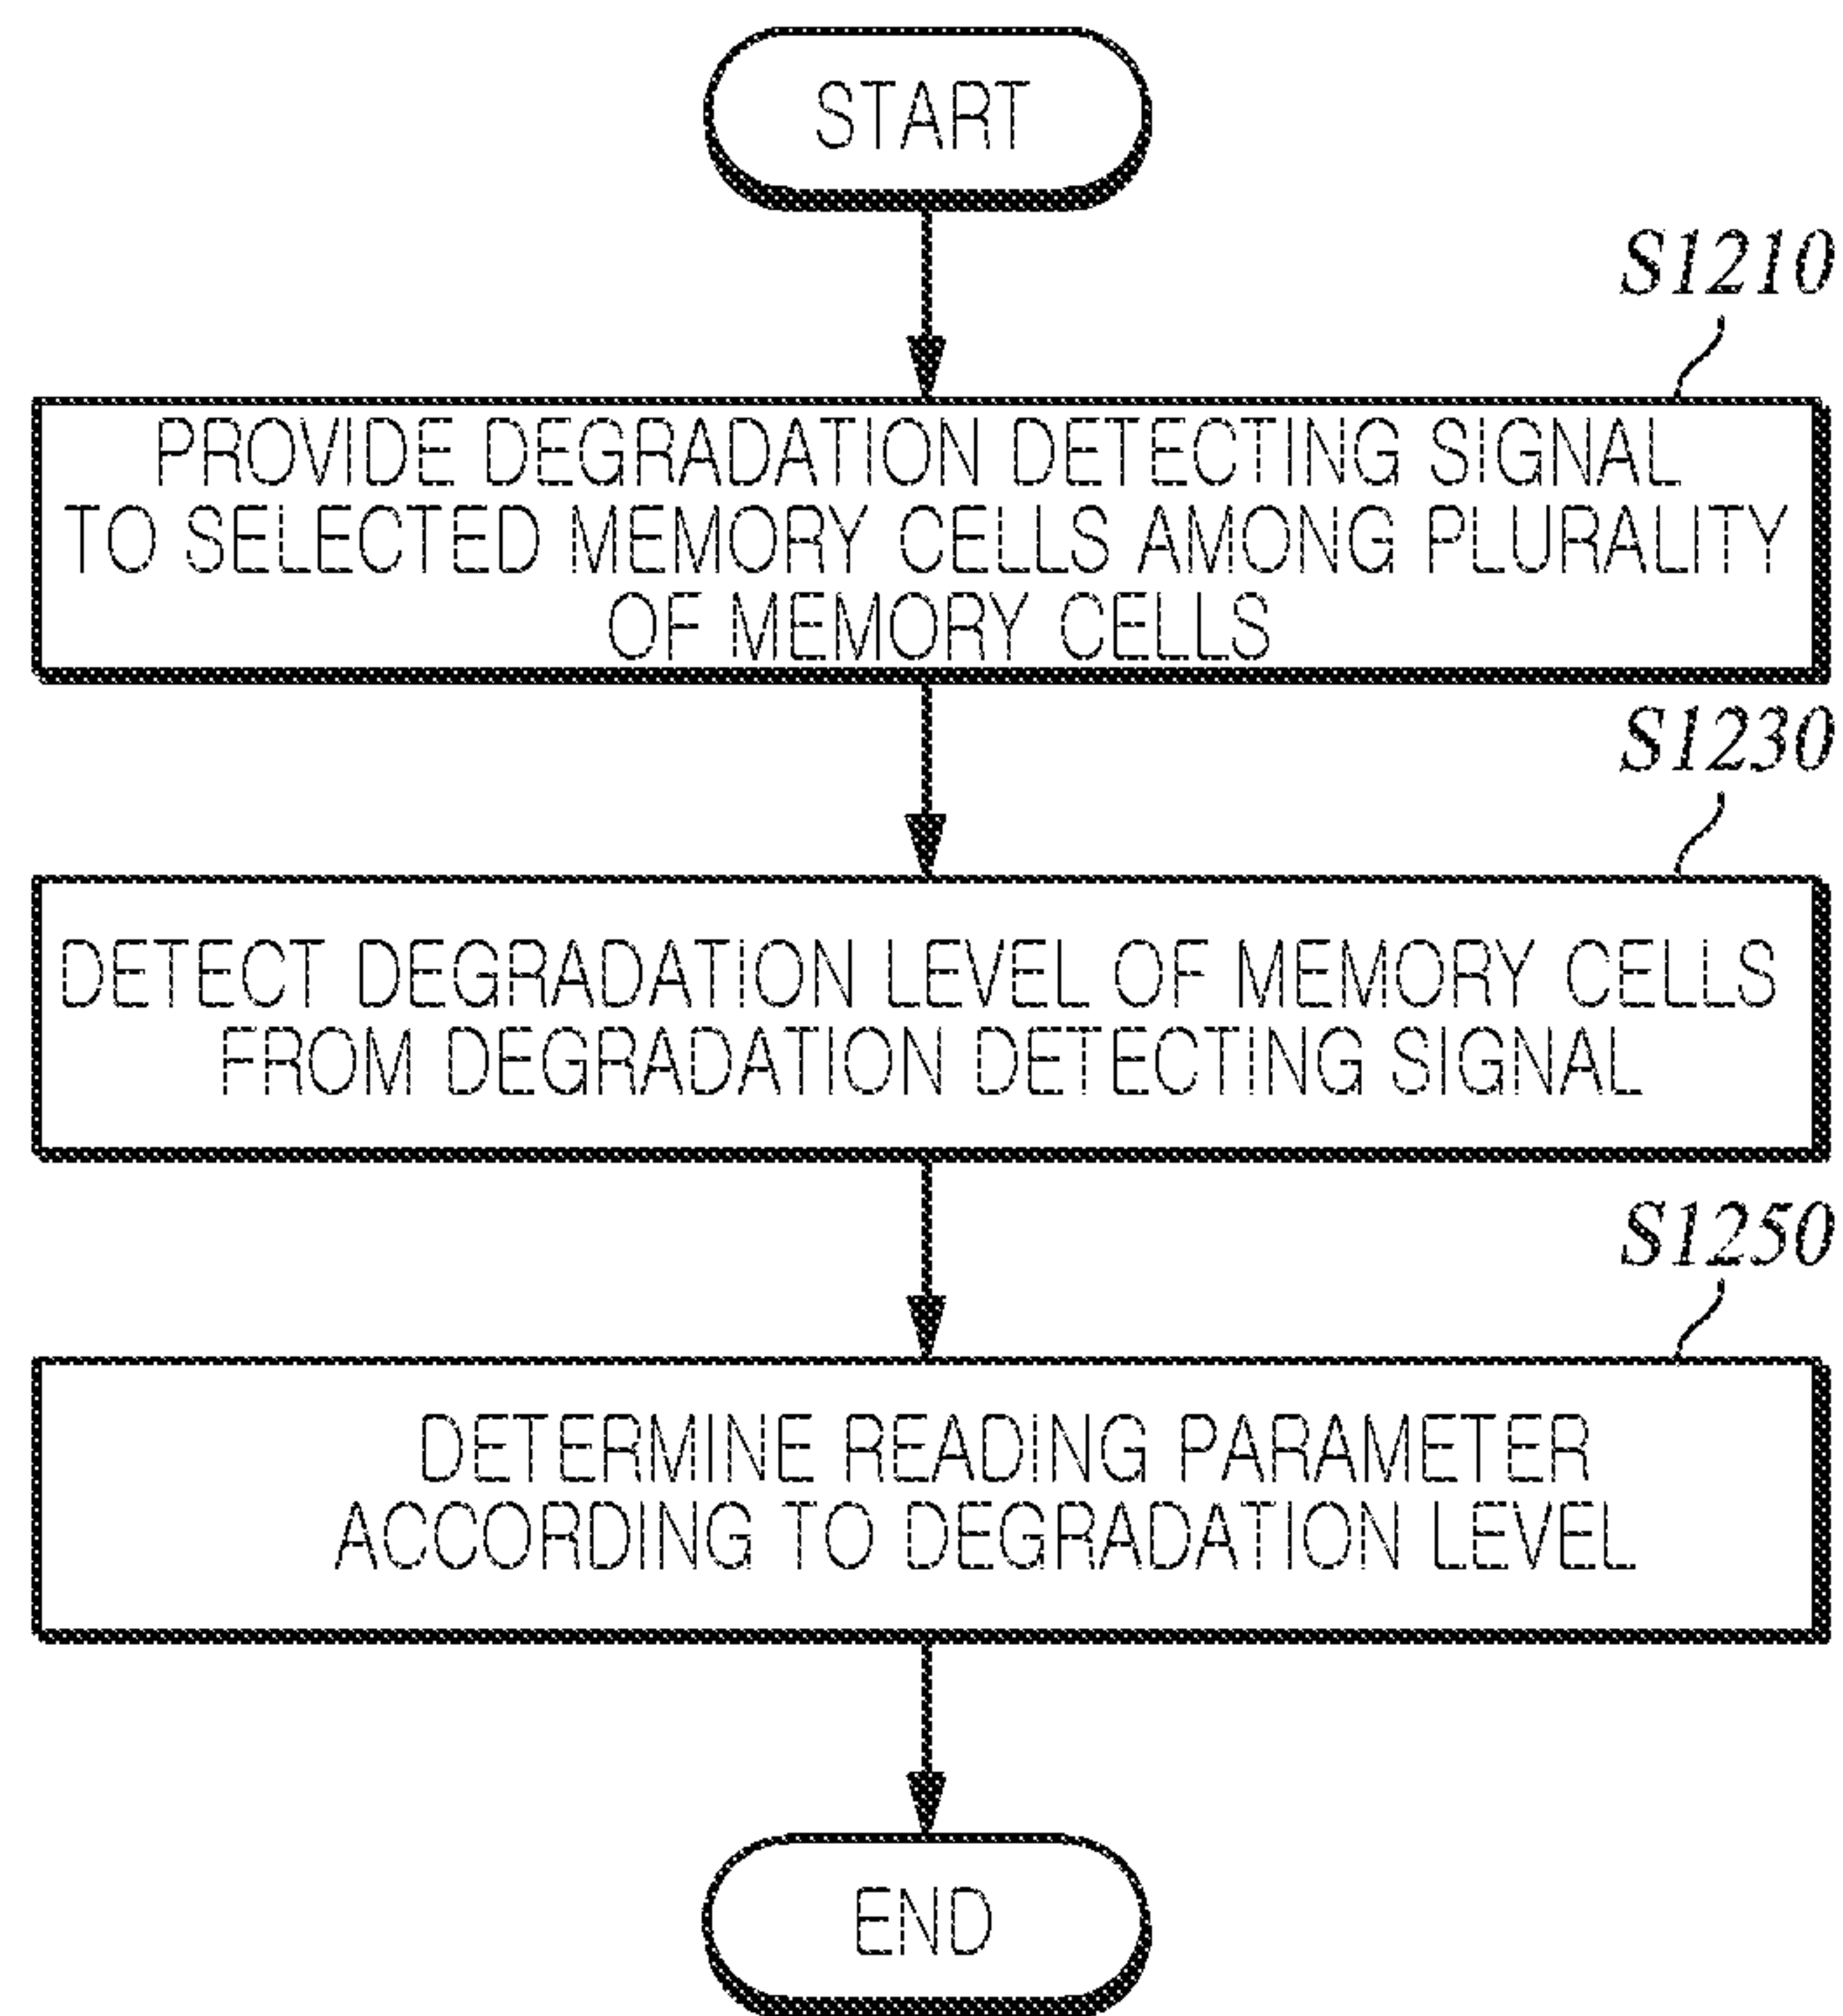 START
S1210
PROVIDE DEGRADATION DETECTING SIGNAL
TO SELECTED MEMORY CELLS AMONG PLURALITY
OF MEMORY CELLS
S1230
DETECT DEGRADATION LEVEL OF MEMORY CELLS
FROM DEGRADATION DETECTING SIGNAL
S1250
DETERMINE READING PARAMETER
ACCORDING TO DEGRADATION LEVEL
END